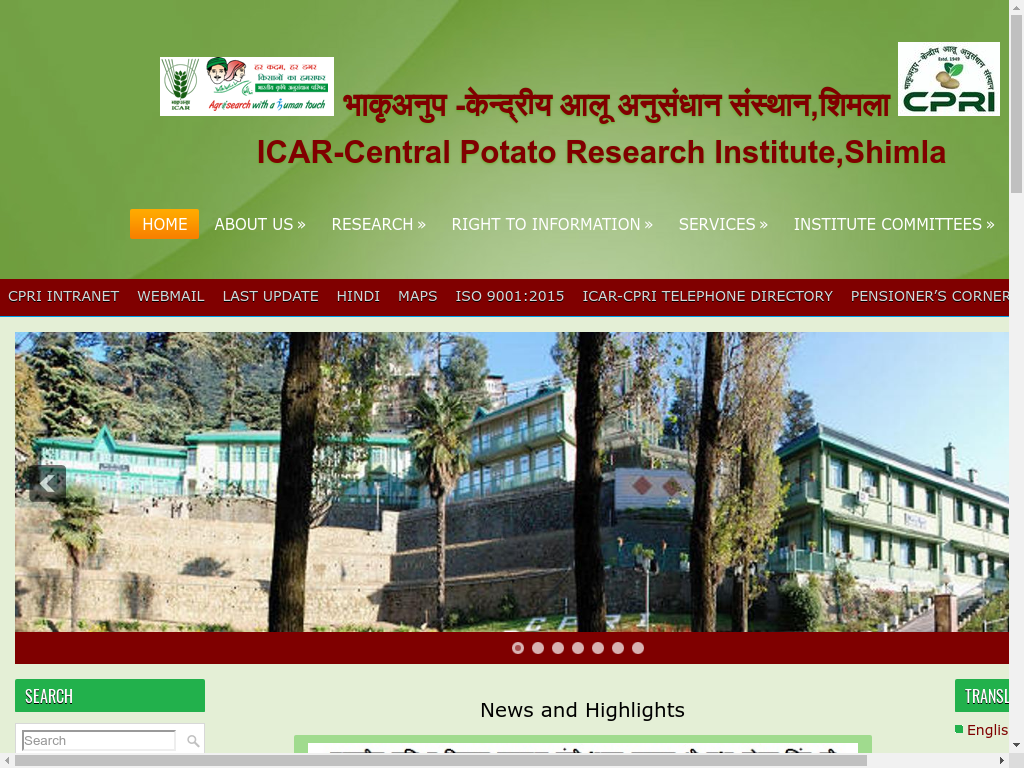 हर कदम, हर डगर
किसानों का हमसफर
भारतीय कृषि अनुसंधान परिषद
ICAR
Agrisearch with a human touch
भाकृअनुप -केन्द्रीय आलू अनुसंधान संस्थान,शिमला
भाकृअनुप-केन्द्रीय आलू अनुसंधान संस्थान
Estd. 1949
CPRI
ICAR-Central Potato Research Institute,Shimla
HOME ABOUT US » RESEARCH » RIGHT TO INFORMATION » SERVICES » INSTITUTE COMMITTEES »
CPRI INTRANET WEBMAIL LAST UPDATE HINDI MAPS ISO 9001:2015 ICAR-CPRI TELEPHONE DIRECTORY PENSIONER’S CORNER
CPRI
SEARCH
Search
News and Highlights
TRANSL
Englis